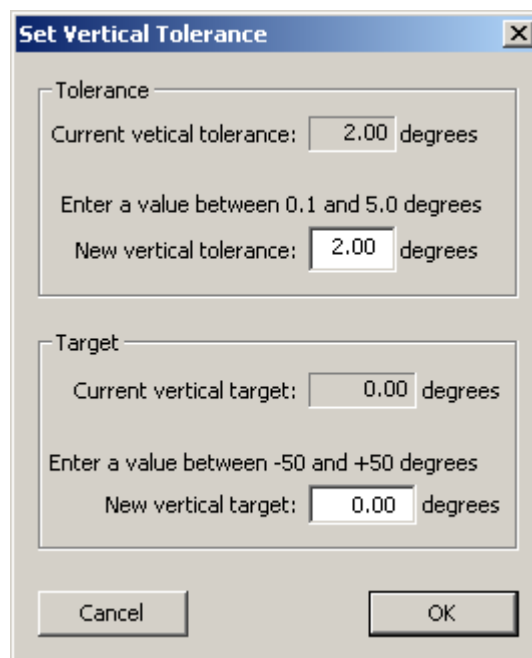 Set Vertical Tolerance
Tolerance
Current vetical tolerance: 2.00 degrees
Enter a value between 0.1 and 5.0 degrees
New vertical tolerance: 2.00 degrees
Target
Current vertical target: 0.00 degrees
Enter a value between -50 and +50 degrees
New vertical target: 0.00 degrees
Cancel OK